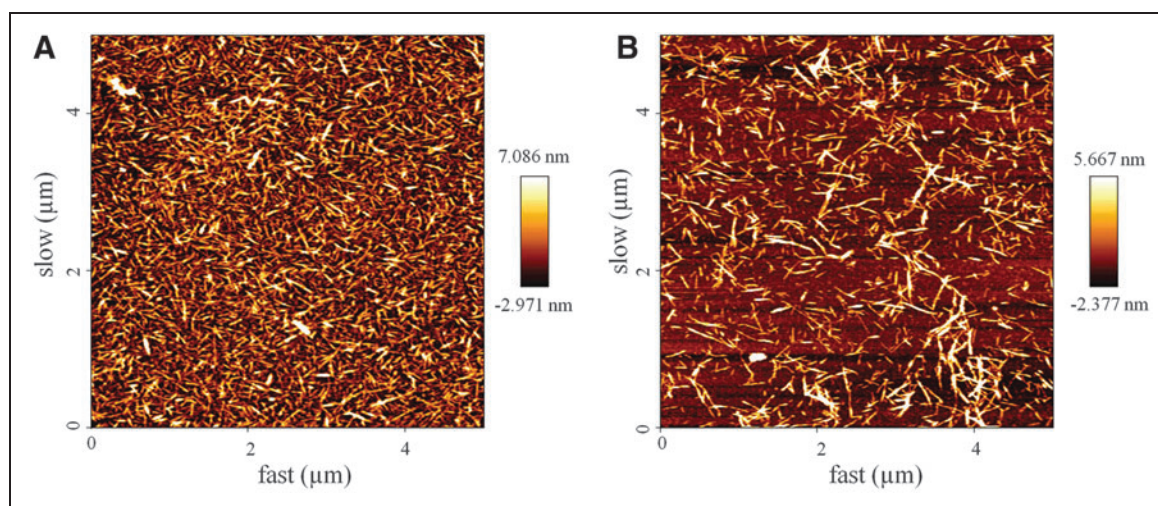 A
slow (μm)
4
2
0
0
2
4
fast (μm)
7.086 nm
-2.971 nm
B
slow (μm)
4
2
0
0
2
4
fast (μm)
5.667 nm
-2.377 nm